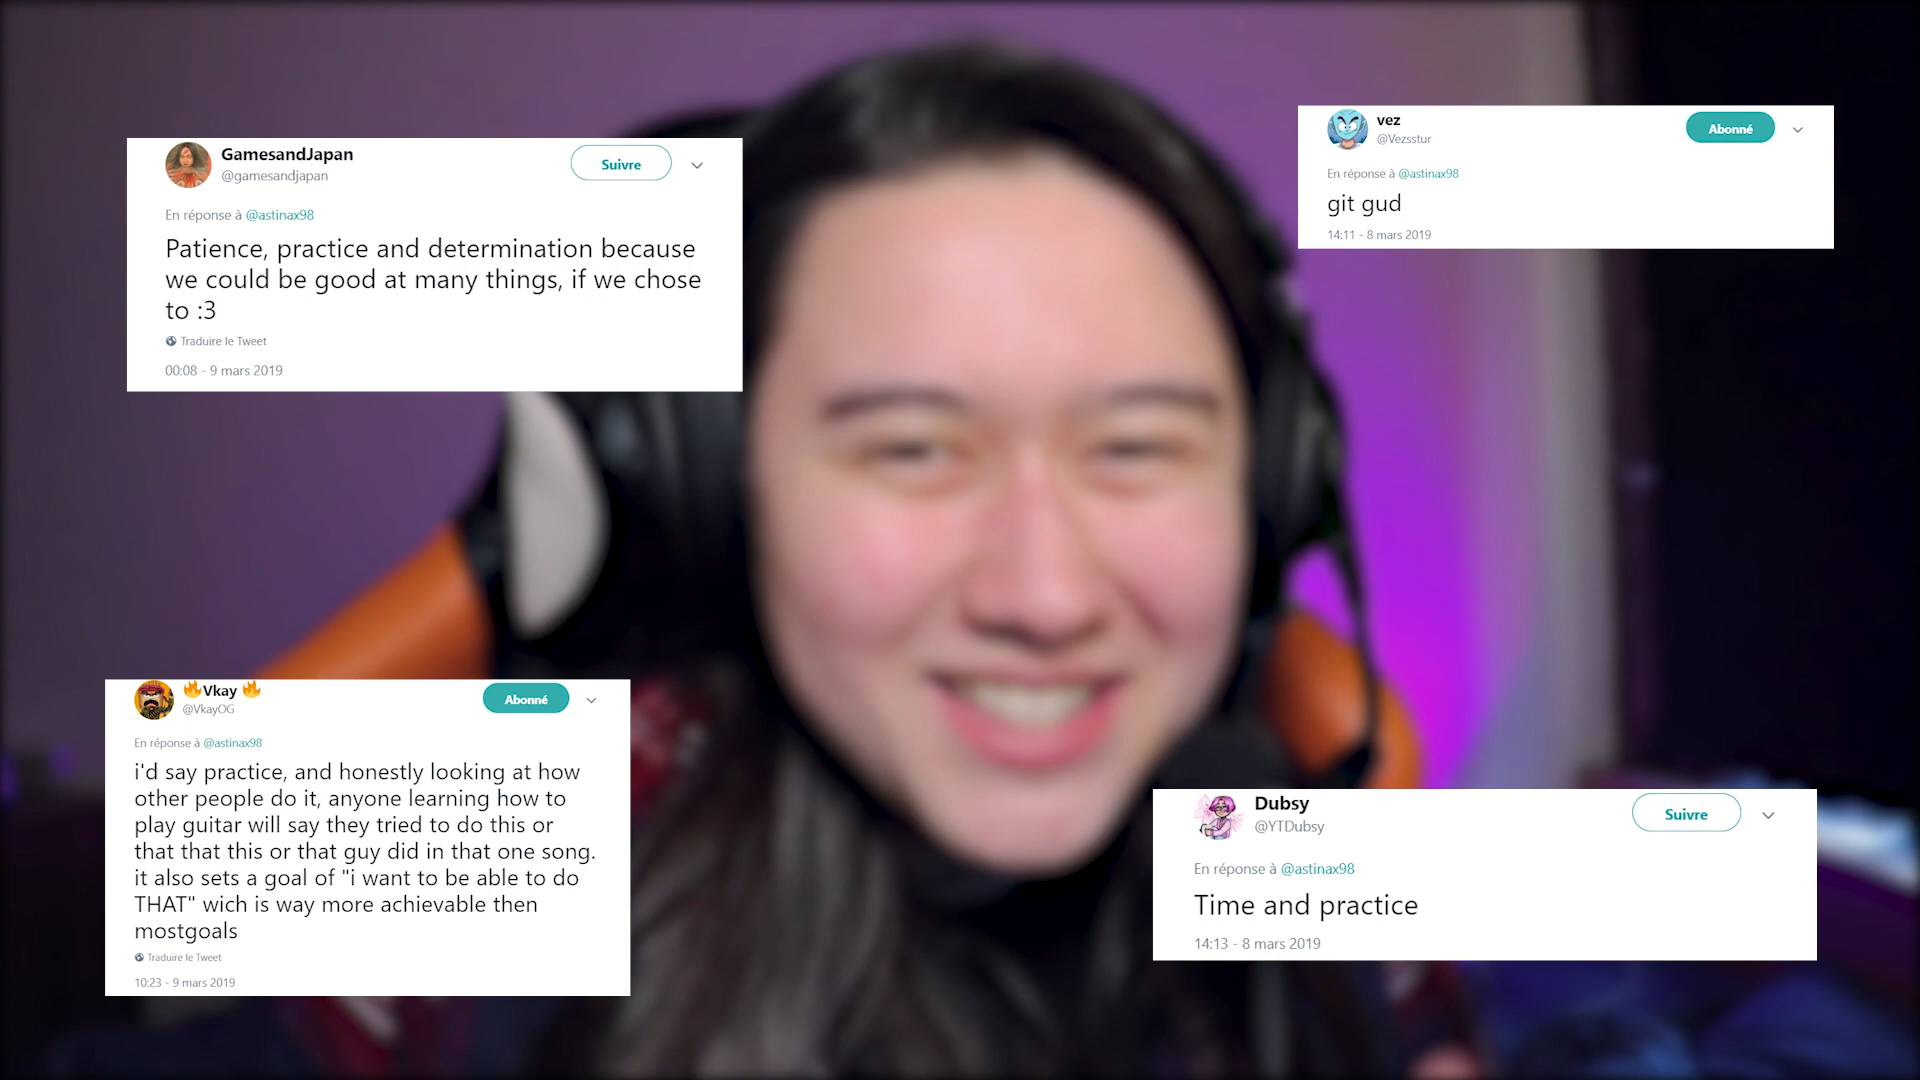 GamesandJapan
@gamesandjapan
Suivre
En réponse à @astinax98
Patience, practice and determination because
we could be good at many things, if we chose
to :3
Traduire le Tweet
00:08 - 9 mars 2019
vez
@Vezsstur
Abonné
En réponse à @astinax98
git gud
14:11 - 8 mars 2019
🔥Vkay 🔥
@VkayOG
Abonné
En réponse à @astinax98
i'd say practice, and honestly looking at how
other people do it, anyone learning how to
play guitar will say they tried to do this or
that that this or that guy did in that one song.
it also sets a goal of "i want to be able to do
THAT" wich is way more achievable then
mostgoals
Traduire le Tweet
10:23 - 9 mars 2019
Dubsy
@YTDubsy
Suivre
En réponse à @astinax98
Time and practice
14:13 - 8 mars 2019